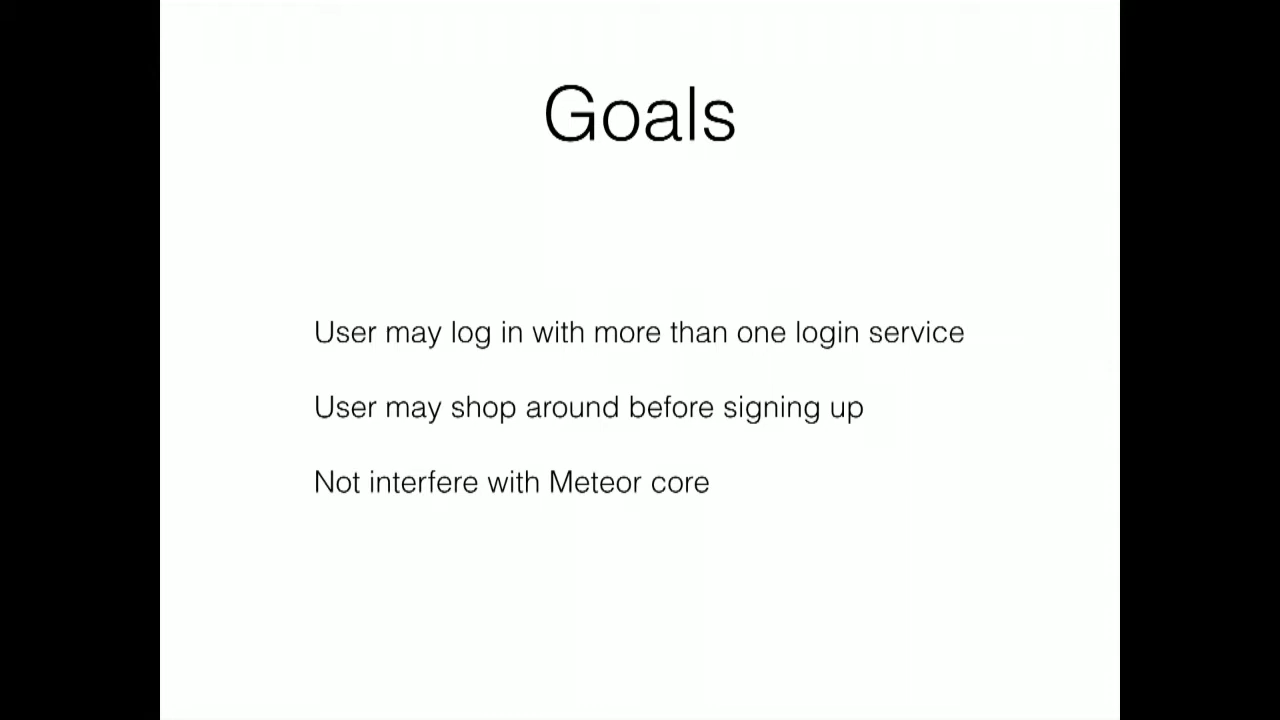 Goals
User may log in with more than one login service
User may shop around before signing up
Not interfere with Meteor core